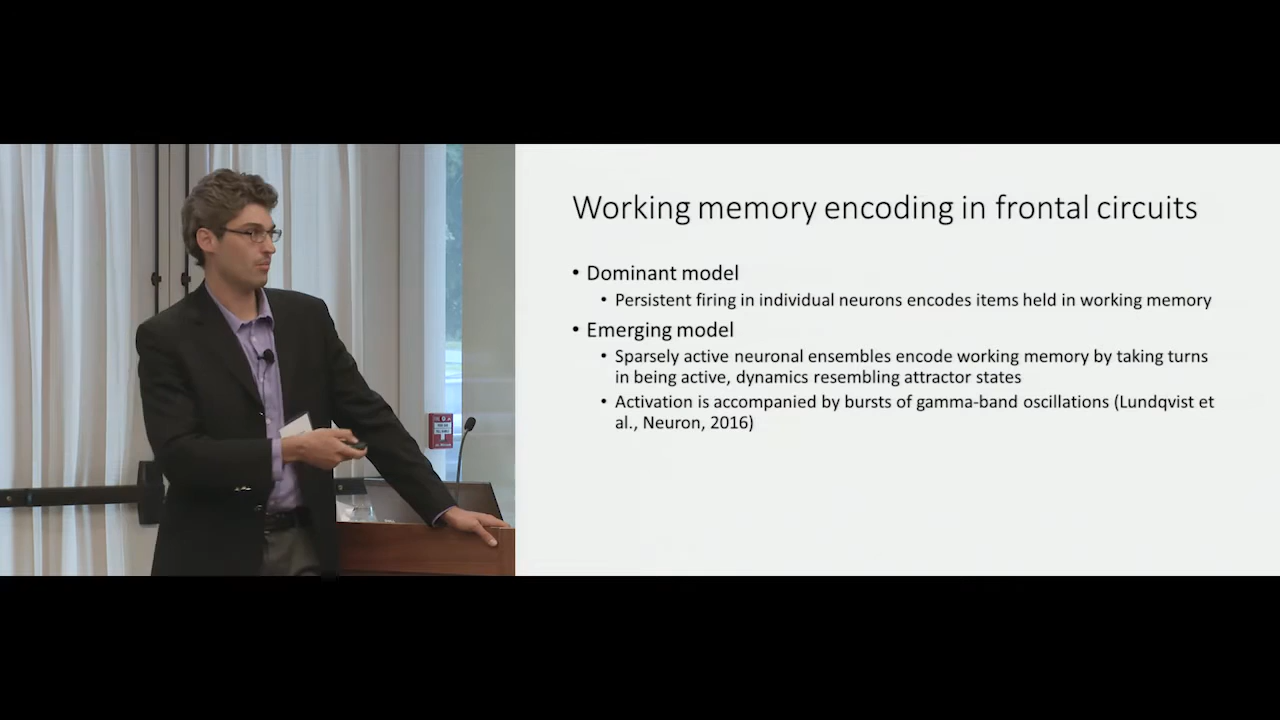 Working memory encoding in frontal circuits
• Dominant model
• Persistent firing in individual neurons encodes items held in working memory
• Emerging model
• Sparsely active neuronal ensembles encode working memory by taking turns
in being active, dynamics resembling attractor states
• Activation is accompanied by bursts of gamma-band oscillations (Lundqvist et
al., Neuron, 2016)